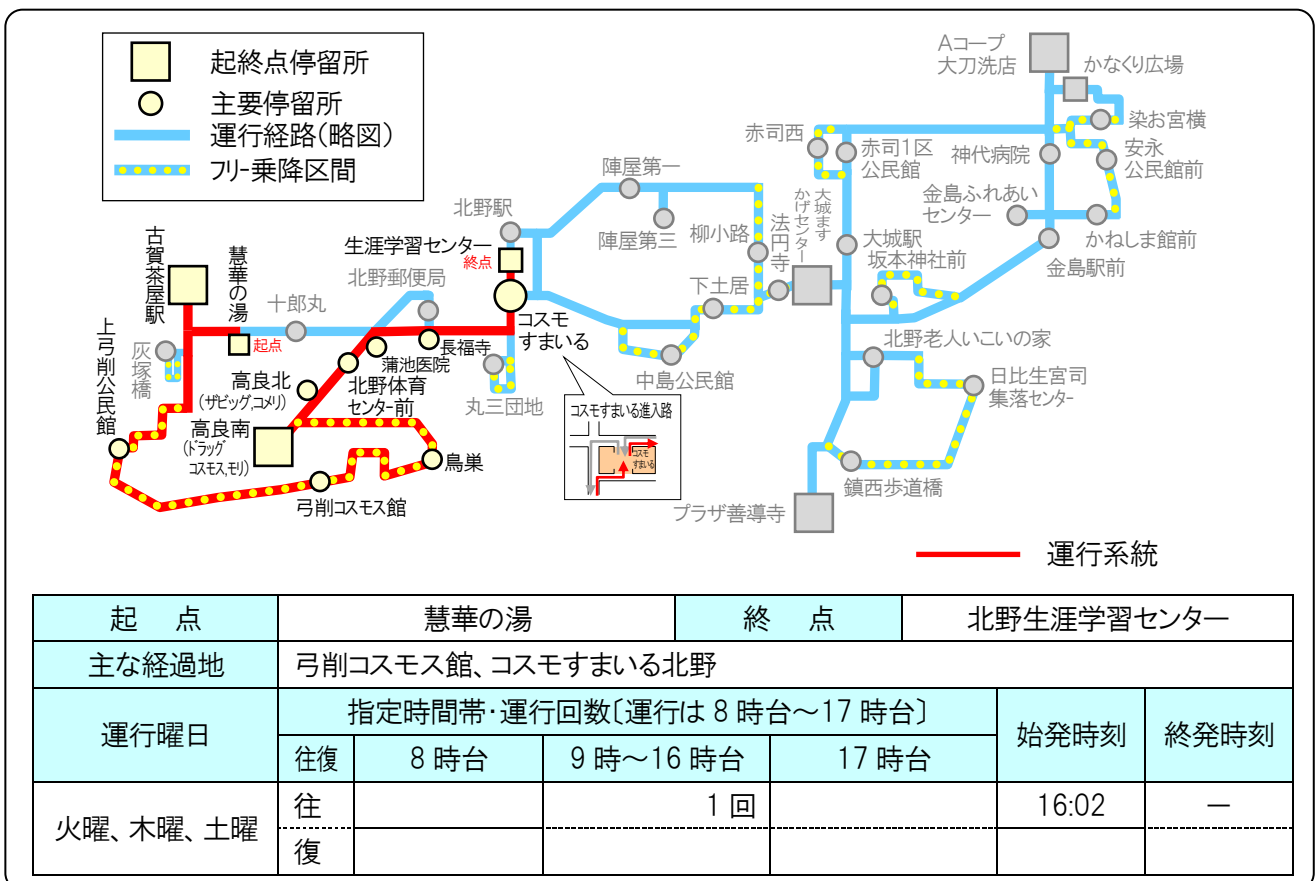 起終点停留所
主要停留所
運行経路(略図)
フリー乗降区間
Aコープ
大刀洗店
かなくり広場
染お宮横
赤司西
赤司1区
公民館
神代病院
安永
公民館前
陣屋第一
陣屋第三
金島ふれあい
センター
かねしま館前
金島駅前
北野駅
生涯学習センター
終点
柳小路
法円寺
大城ます
かげセンター
大城駅
坂本神社前
古賀茶屋駅
慧華の湯
起点
十郎丸
北野郵便局
下土居
コスモ
すまいる
上弓削公民館
灰塚橋
長福寺
蒲池医院
北野体育
センター前
高良北
(ザビッグ,コメリ)
高良南
(ドラッグ
コスモス,モリ)
丸三団地
中島公民館
北野老人いこいの家
日比生宮司
集落センター
コスモすまいる進入路
コスモ
すまいる
鳥巣
弓削コスモス館
鎮西歩道橋
プラザ善導寺
運行系統
起 点 慧華の湯 終 点 北野生涯学習センター
主な経過地 弓削コスモス館、コスモすまいる北野
運行曜日 指定時間帯・運行回数〔運行は 8 時台～17 時台〕 始発時刻 終発時刻
往復 8 時台 9 時～16 時台 17 時台
火曜、木曜、土曜 往 1 回 16:02 ―
復